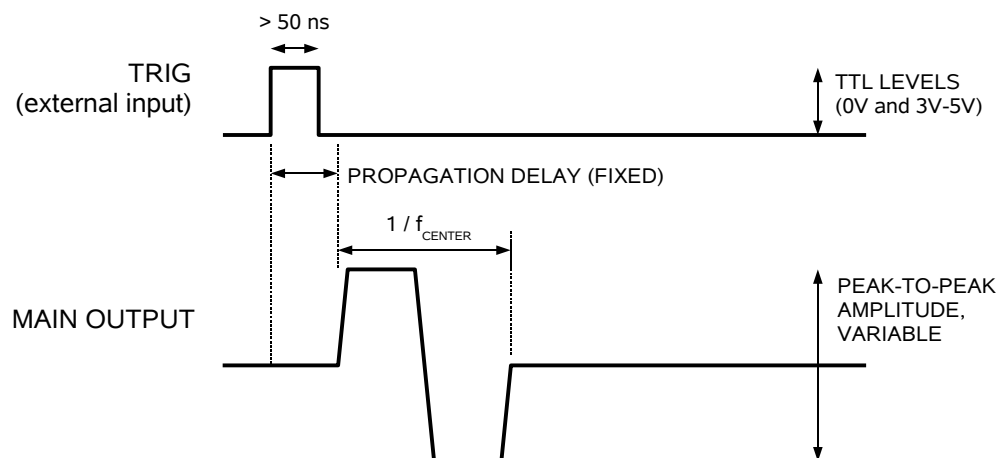 > 50 ns
TRIG
(external input)
TTL LEVELS
(0V and 3V-5V)
PROPAGATION DELAY (FIXED)
1 / fCENTER
MAIN OUTPUT
PEAK-TO-PEAK
AMPLITUDE,
VARIABLE